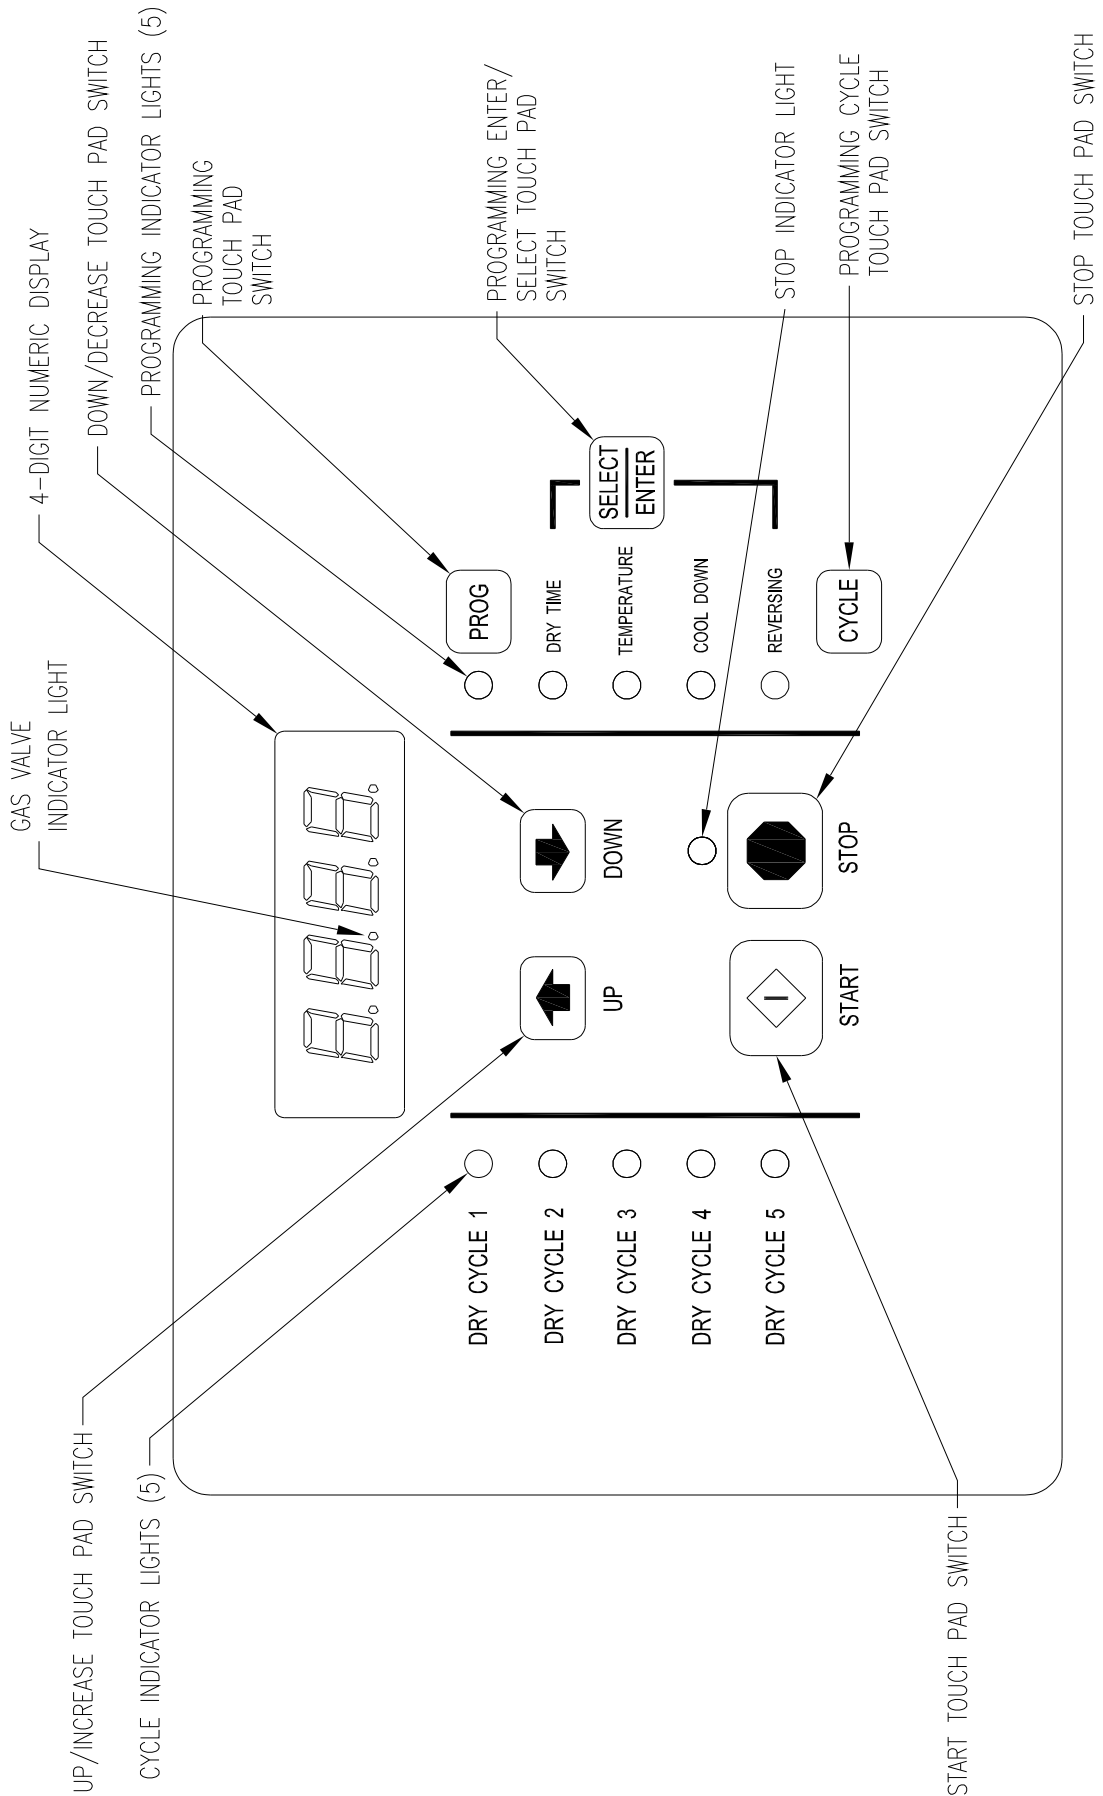 UP/INCREASE TOUCH PAD SWITCH
CYCLE INDICATOR LIGHTS (5)
GAS VALVE
INDICATOR LIGHT
4-DIGIT NUMERIC DISPLAY
DOWN/DECREASE TOUCH PAD SWITCH
PROGRAMMING INDICATOR LIGHTS (5)
PROGRAMMING
TOUCH PAD
SWITCH
PROGRAMMING ENTER/
SELECT TOUCH PAD
SWITCH
STOP INDICATOR LIGHT
PROGRAMMING CYCLE
TOUCH PAD SWITCH
STOP TOUCH PAD SWITCH
START TOUCH PAD SWITCH
DRY CYCLE 1
DRY CYCLE 2
DRY CYCLE 3
DRY CYCLE 4
DRY CYCLE 5
UP
DOWN
START
STOP
PROG
DRY TIME
TEMPERATURE
COOL DOWN
REVERSING
CYCLE
SELECT
ENTER